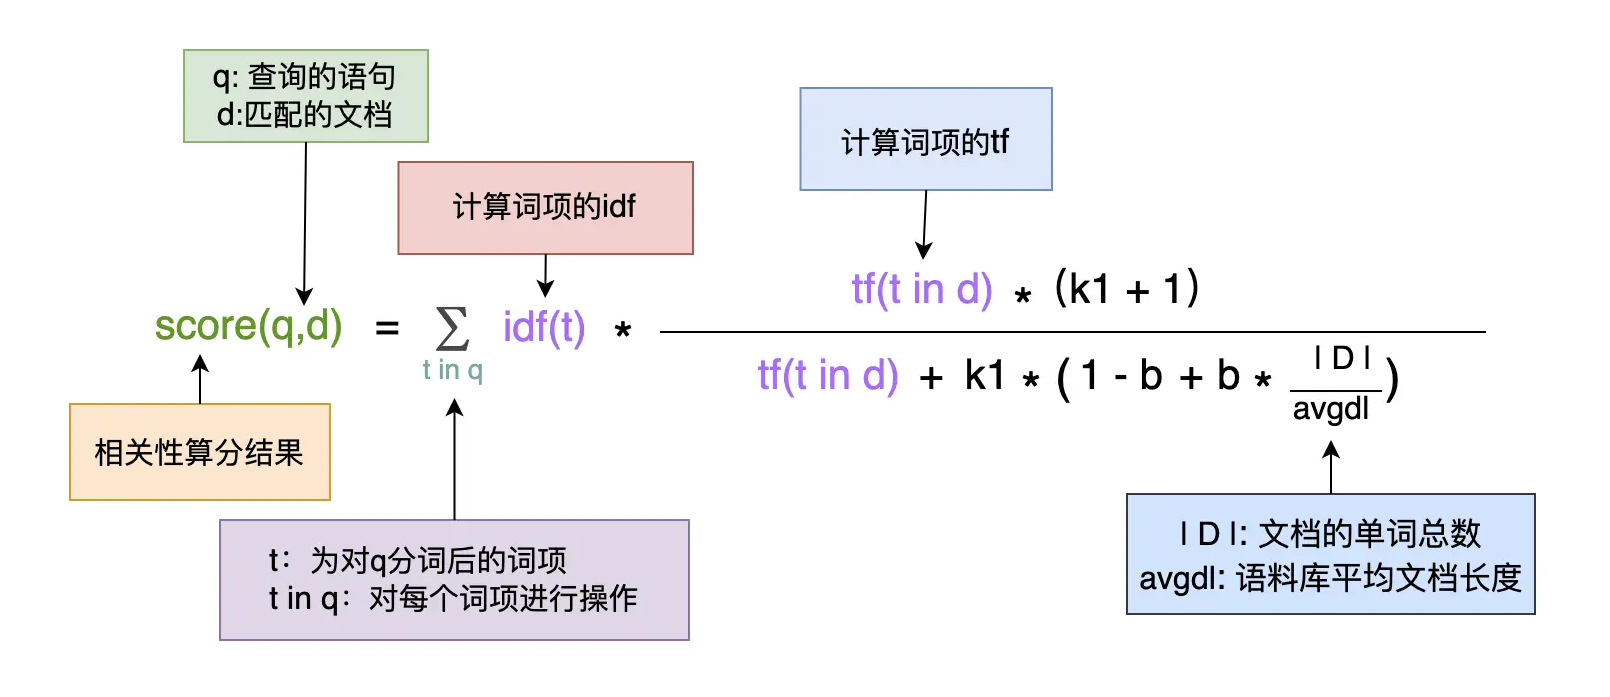 q: 查询的语句
d:匹配的文档
计算词项的idf
计算词项的tf
score(q,d) = ∑ idf(t) *
t in q
tf(t in d) * (k1 + 1)
tf(t in d) + k1 * ( 1 - b + b * | D | / avgdl )
相关性算分结果
t：为对q分词后的词项
t in q：对每个词项进行操作
| D |: 文档的单词总数
avgdl: 语料库平均文档长度